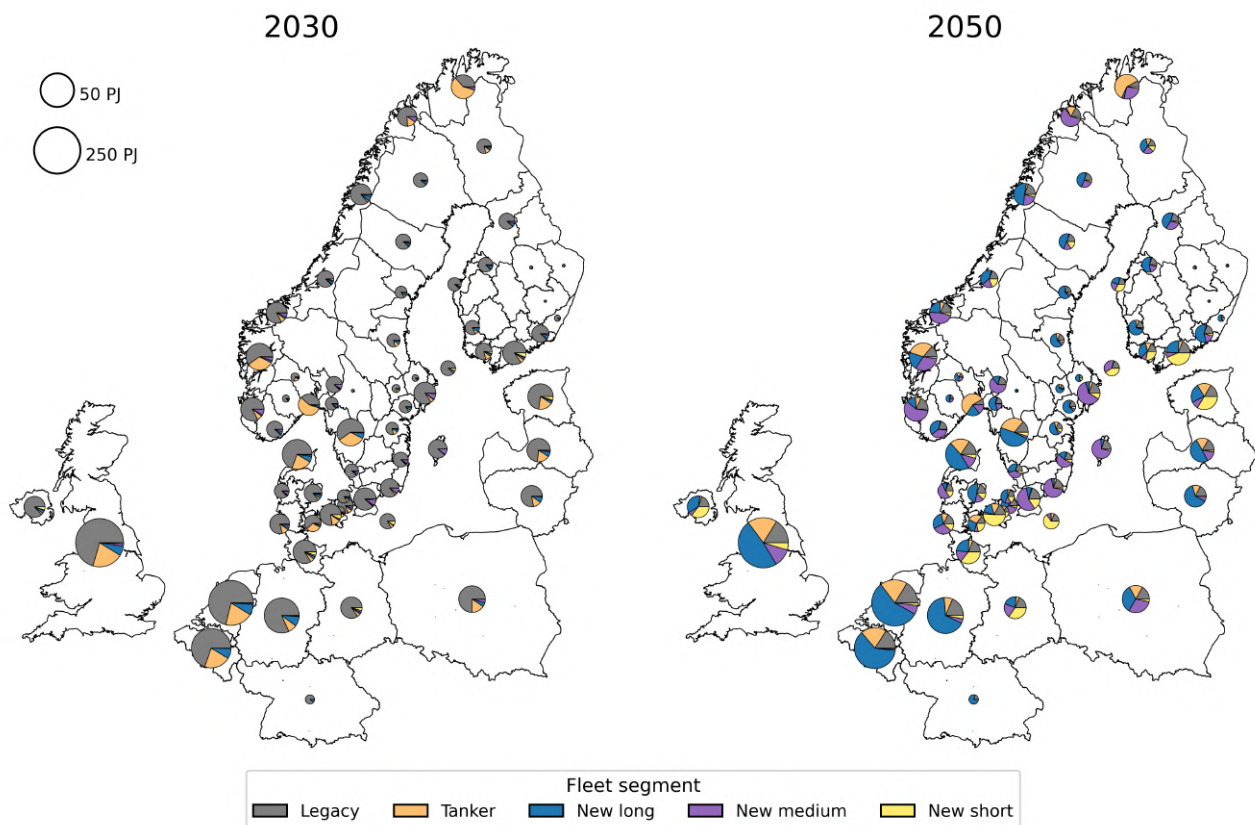 2030
2050
50 PJ
250 PJ
Fleet segment
Legacy
Tanker
New long
New medium
New short